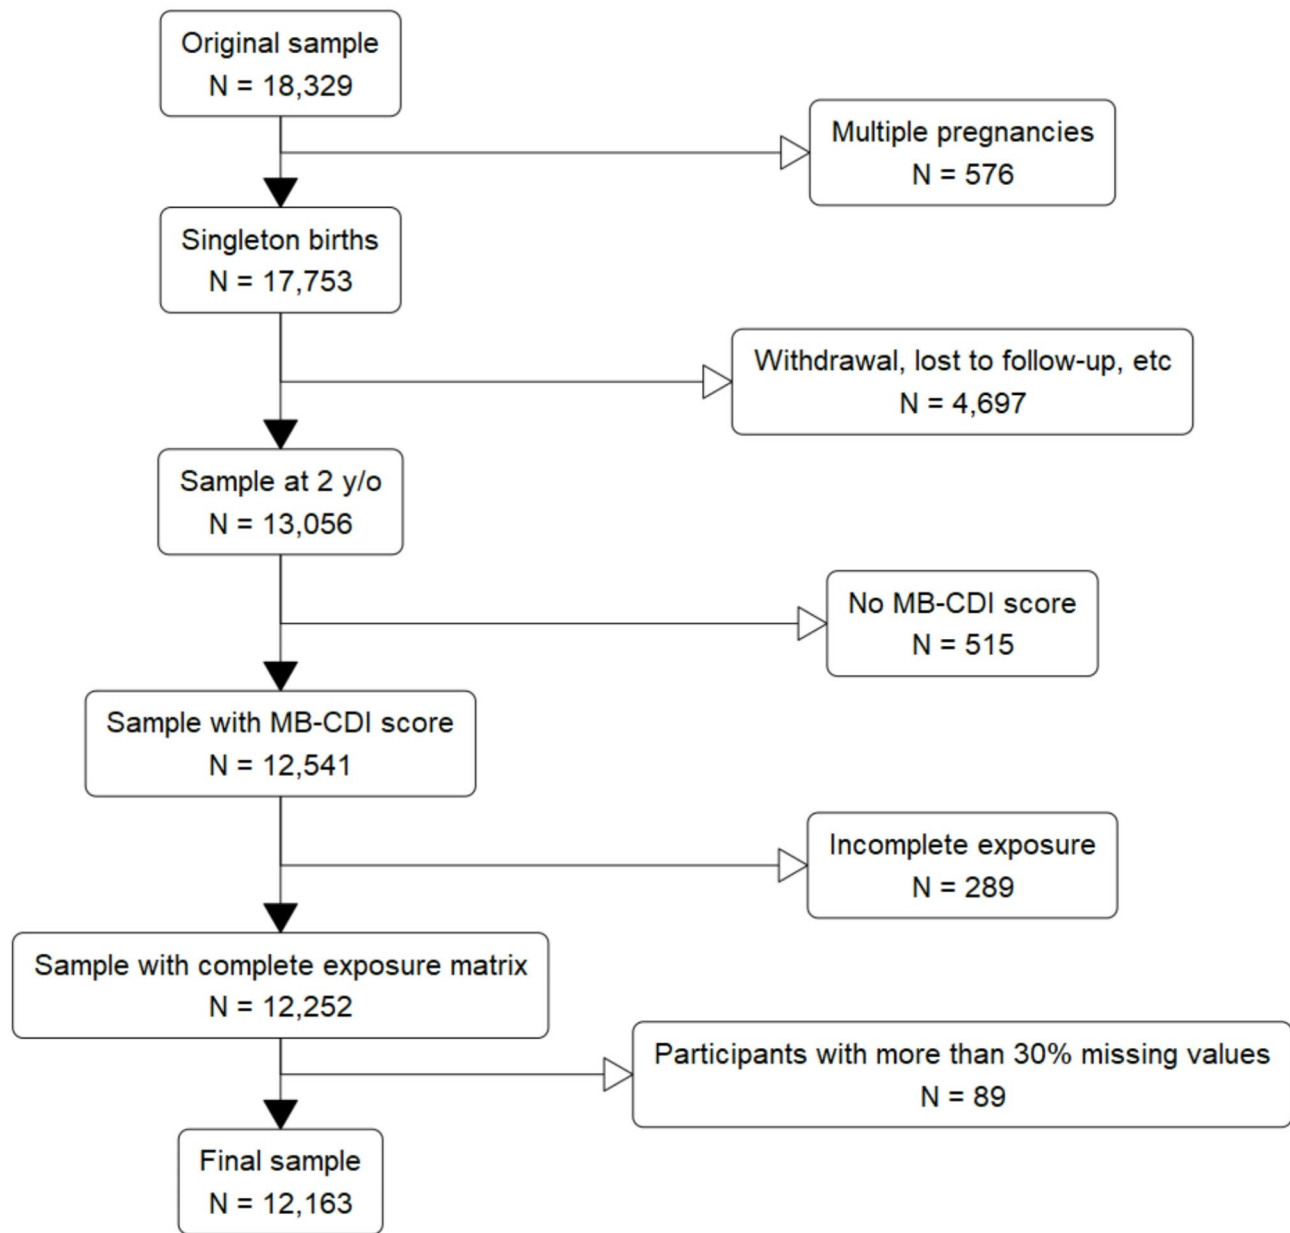 Original sample
N = 18,329
Multiple pregnancies
N = 576
Singleton births
N = 17,753
Withdrawal, lost to follow-up, etc
N = 4,697
Sample at 2 y/o
N = 13,056
No MB-CDI score
N = 515
Sample with MB-CDI score
N = 12,541
Incomplete exposure
N = 289
Sample with complete exposure matrix
N = 12,252
Participants with more than 30% missing values
N = 89
Final sample
N = 12,163